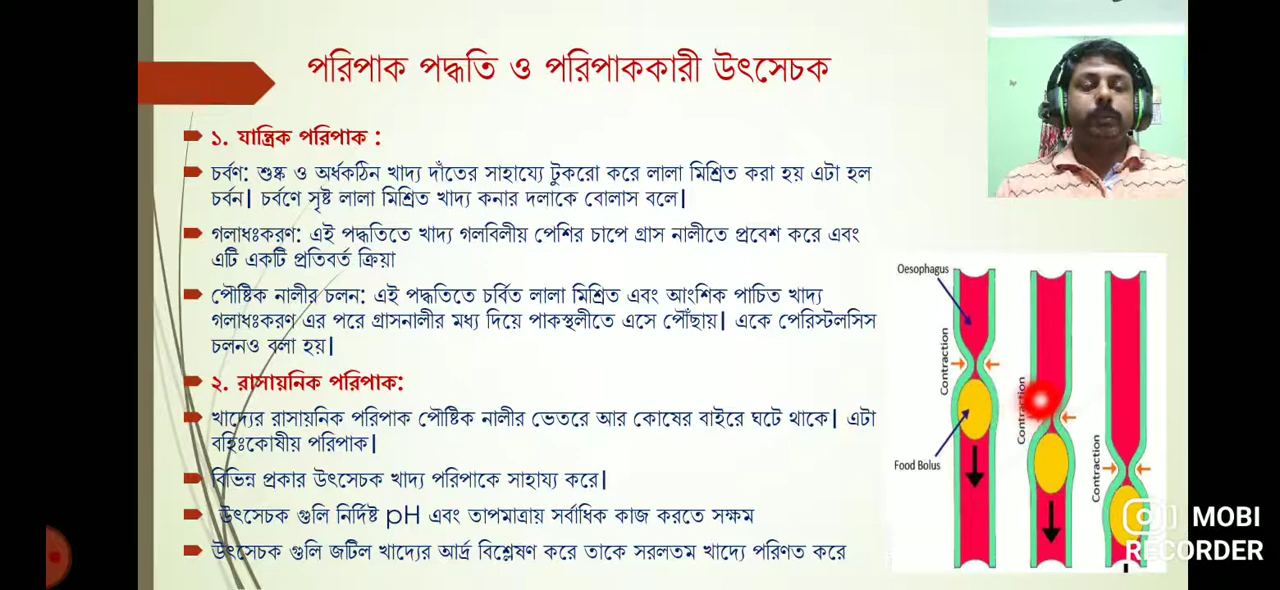 পরিপাক পদ্ধতি ও পরিপাককারী উৎসেচক
১. যান্ত্রিক পরিপাক :
চর্বণ: শুষ্ক ও অর্ধকঠিন খাদ্য দাঁতের সাহায্যে টুকরো করে লালা মিশ্রিত করা হয় এটা হল
চর্বন। চর্বণে সৃষ্ট লালা মিশ্রিত খাদ্য কনার দলাকে বোলাস বলে।
গলাধঃকরণ: এই পদ্ধতিতে খাদ্য গলবিলীয় পেশির চাপে গ্রাস নালীতে প্রবেশ করে এবং
এটি একটি প্রতিবর্ত ক্রিয়া
পৌষ্টিক নালীর চলন: এই পদ্ধতিতে চর্বিত লালা মিশ্রিত এবং আংশিক পাচিত খাদ্য
গলাধঃকরণ এর পরে গ্রাসনালীর মধ্য দিয়ে পাকস্থলীতে এসে পৌঁছায়। একে পেরিস্টলসিস
চলনও বলা হয়।
২. রাসায়নিক পরিপাক:
খাদ্যের রাসায়নিক পরিপাক পৌষ্টিক নালীর ভেতরে আর কোষের বাইরে ঘটে থাকে। এটা
বহিঃকোষীয় পরিপাক।
বিভিন্ন প্রকার উৎসেচক খাদ্য পরিপাকে সাহায্য করে।
উৎসেচক গুলি নির্দিষ্ট pH এবং তাপমাত্রায় সর্বাধিক কাজ করতে সক্ষম
উৎসেচক গুলি জটিল খাদ্যের আর্দ্র বিশ্লেষণ করে তাকে সরলতম খাদ্যে পরিণত করে
Oesophagus
Contraction
Contraction
Contraction
Food Bolus
MOBI
RECORDER